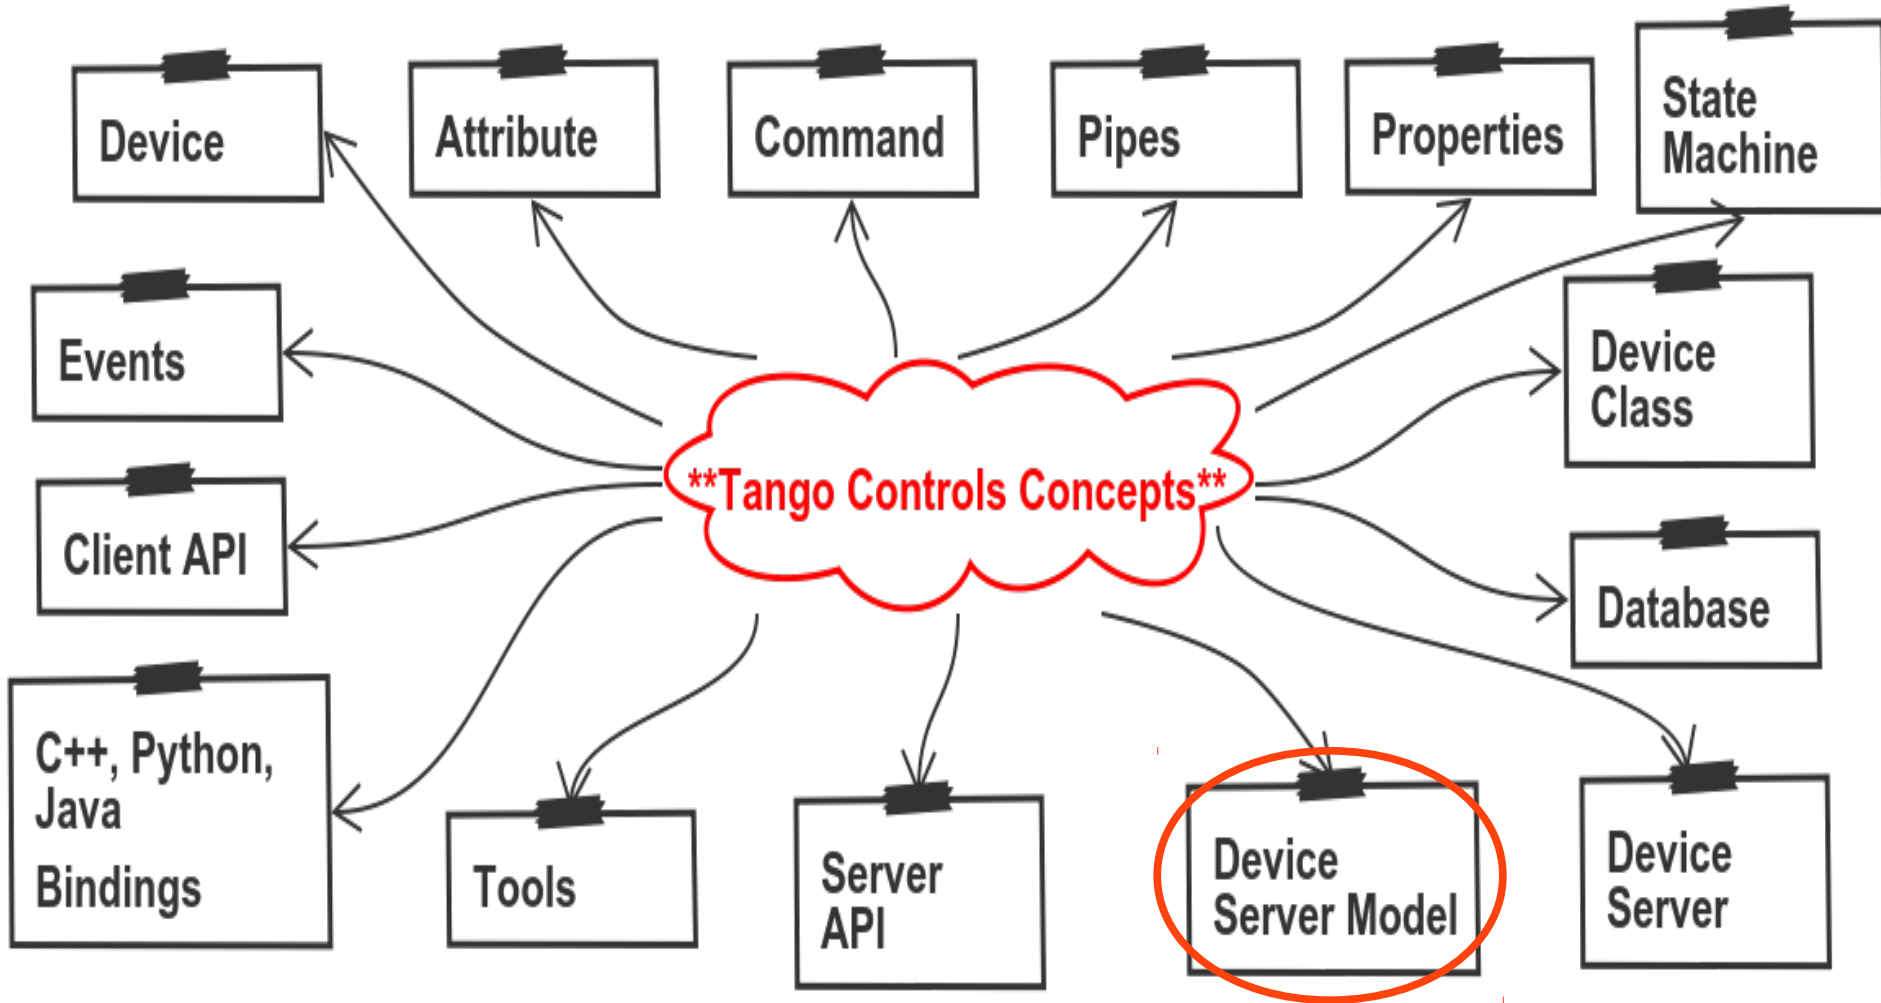 Device
Attribute
Command
Pipes
Properties
State
Machine
Events
Device
Class
**Tango Controls Concepts**
Client API
Database
C++, Python,
Java
Bindings
Tools
Server
API
Device
Server Model
Device
Server